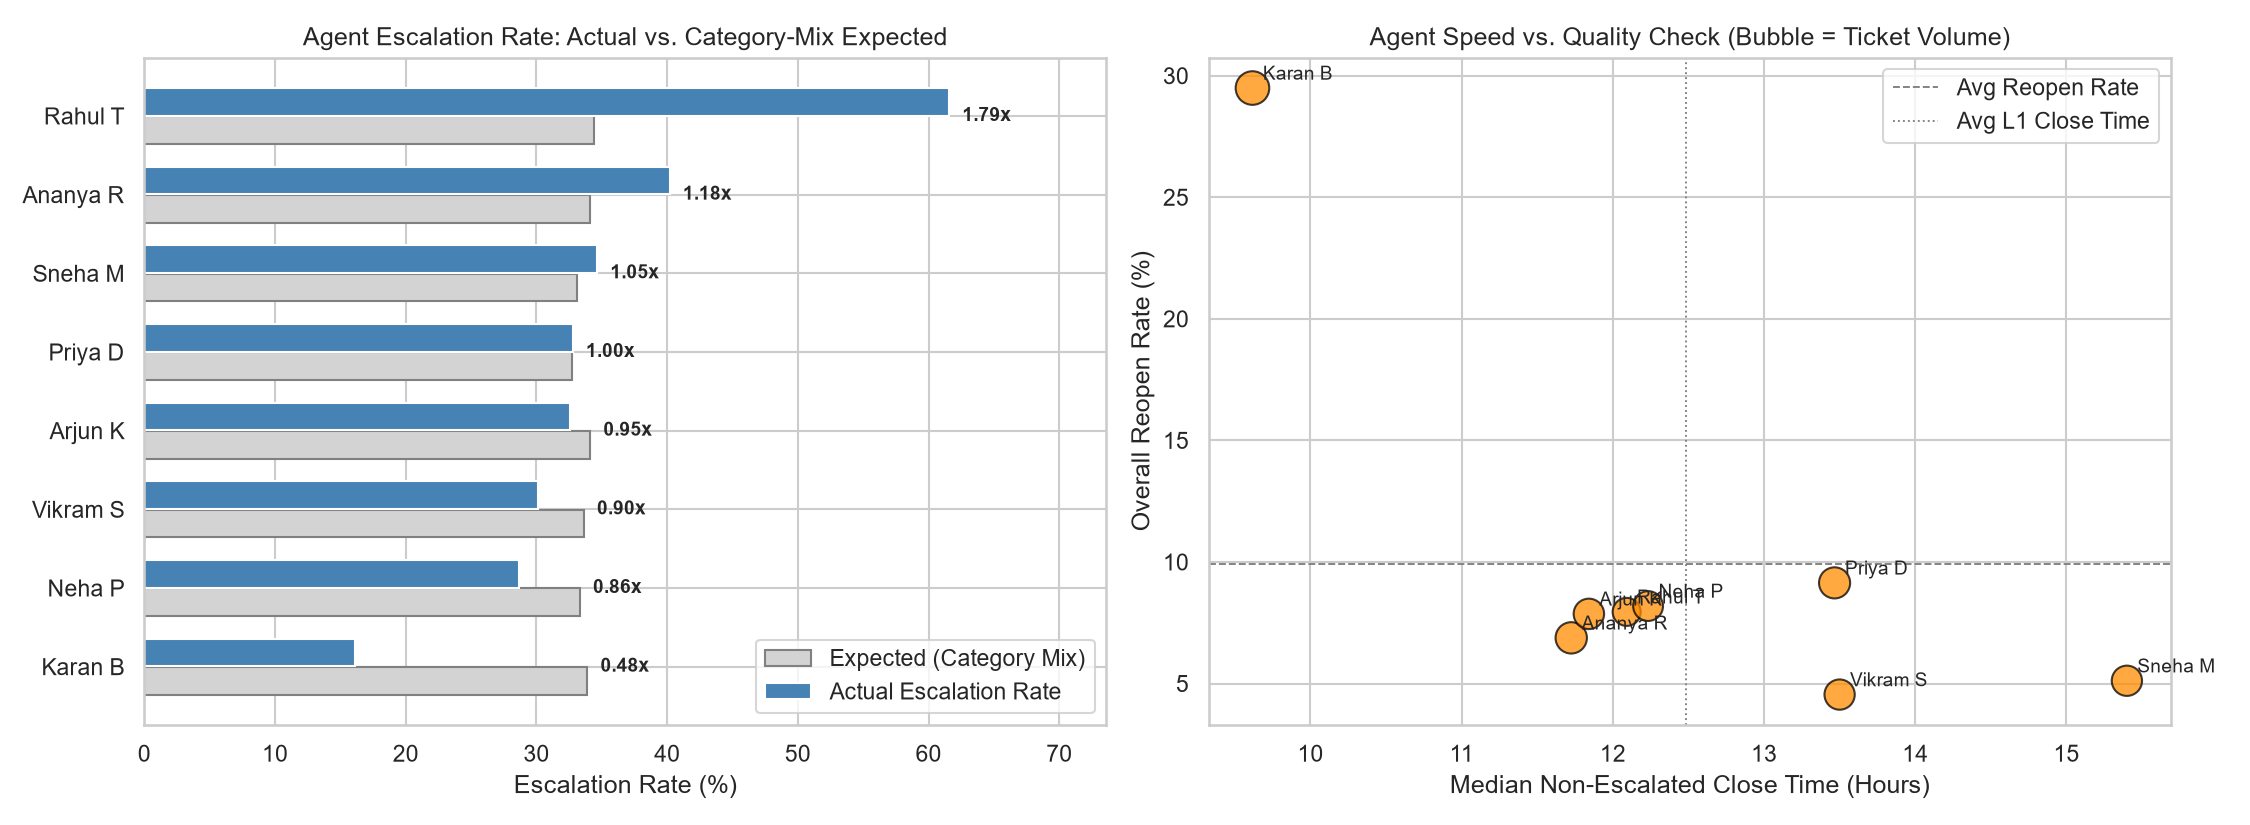 Agent Escalation Rate: Actual vs. Category-Mix Expected
Rahul T
1.79x
Ananya R
1.18x
Sneha M
1.05x
Priya D
1.00x
Arjun K
0.95x
Vikram S
0.90x
Neha P
0.86x
Karan B
0.48x
Expected (Category Mix)
Actual Escalation Rate
0 10 20 30 40 50 60 70
Escalation Rate (%)
Agent Speed vs. Quality Check (Bubble = Ticket Volume)
Overall Reopen Rate (%)
30
25
20
15
10
5
Karan B
Avg Reopen Rate
Avg L1 Close Time
Priya D
Neha P
Rahul T
Arjun K
Ananya R
Sneha M
Vikram S
10 11 12 13 14 15
Median Non-Escalated Close Time (Hours)